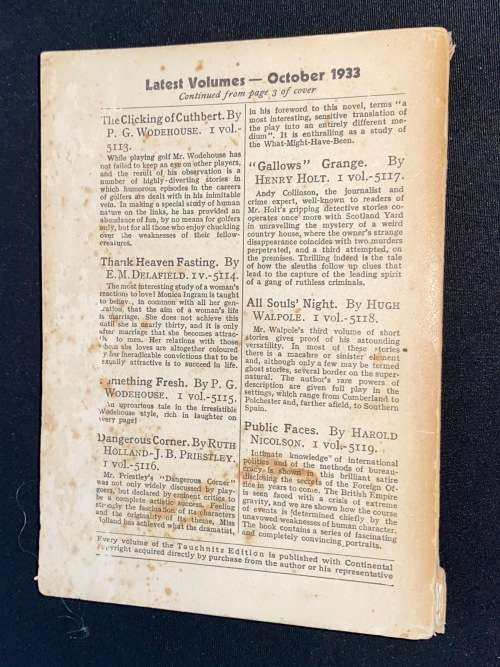 Latest Volumes — October 1933
Continued from page 3 of cover
The Clicking of Cuthbert. By
P. G. WODEHOUSE. 1 vol.-
5113.
While playing golf Mr. Wodehouse has
not failed to keep an eye on other players,
and the result of his observation is a
number of highly-diverting stories in
which humorous episodes in the careers
of golfers are dealt with in his inimitable
vein. In making a special study of human
nature on the links, he has provided an
abundance of fun, by no means for golfers
only, but for all those who enjoy chuckling
over the weaknesses of their fellow-
creatures.
Thank Heaven Fasting. By
E. M. DELAFIELD. 1 v.-5114.
The most interesting study of a woman's
reactions to love! Monica Ingram is taught
to believe, in common with all her gen-
eration, that the aim of a woman's life
is marriage. She does not achieve this
until she is nearly thirty, and it is only
after marriage that she becomes attrac-
to men. Her relations with those
whom she loves are altogether coloured
by her ineradicable convictions that to be
sexually attractive is to succeed in life.
Something Fresh. By P. G.
WODEHOUSE. 1 vol.-5115.
An uproarious tale in the irresistible
Wodehouse style, rich in laughter on
every page!
Dangerous Corner. By RUTH
HOLLAND-J. B. PRIESTLEY.
1 vol.-5116.
Mr. Priestley's "Dangerous Corner"
was not only widely discussed by play-
goers, but declared by eminent critics to
be a complete artistic success. Feeling
strongly the fascination of its characters
and the originality of its theme, Miss
Holland has achieved what the dramatist,
in his foreword to this novel, terms "a
most interesting, sensitive translation of
the play into an entirely different me-
dium". It is enthralling as a study of
the What-Might-Have-Been.
"Gallows" Grange. By
HENRY HOLT. 1 vol.-5117.
Andy Collinson, the journalist and
crime expert, well-known to readers of
Mr. Holt's gripping detective stories co-
operates once more with Scotland Yard
in unravelling the mystery of a weird
country house, where the owner's strange
disappearance coincides with two murders
perpetrated, and a third attempted, on
the premises. Thrilling indeed is the tale
of how the sleuths follow up clues that
lead to the capture of the leading spirit
of a gang of ruthless criminals.
All Souls' Night. By HUGH
WALPOLE. 1 vol.-5118.
Mr. Walpole's third volume of short
stories gives proof of his astonishing
versatility. In most of these stories
there is a macabre or sinister element
and, although only a few may be termed
ghost stories, several border on the super-
natural. The author's rare powers of
description are given full play in the
settings, which range from Cumberland to
Polchester and, farther afield, to Southern
Spain.
Public Faces. By HAROLD
NICOLSON. 1 vol.-5119.
Intimate knowledge of international
politics and of the methods of bureau-
cracy is shown in this brilliant satire
disclosing the secrets of the Foreign Of-
fice in years to come. The British Empire
is seen faced with a crisis of extreme
gravity, and we are shown how the course
of events is determined chiefly by the
unavowed weaknesses of human character.
The book contains a series of fascinating
and completely convincing portraits.
Every volume of the Tauchnitz Edition is published with Continental
copyright acquired directly by purchase from the author or his representative